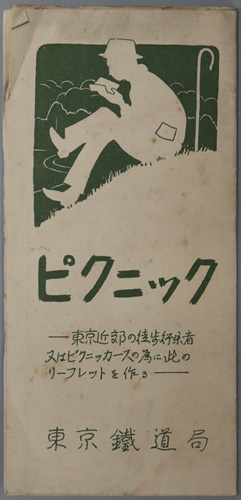 ピクニック
――東京近郊の徒歩行楽者
又はピクニッカースの為に此の
リーフレットを作る――
東京鐵道局